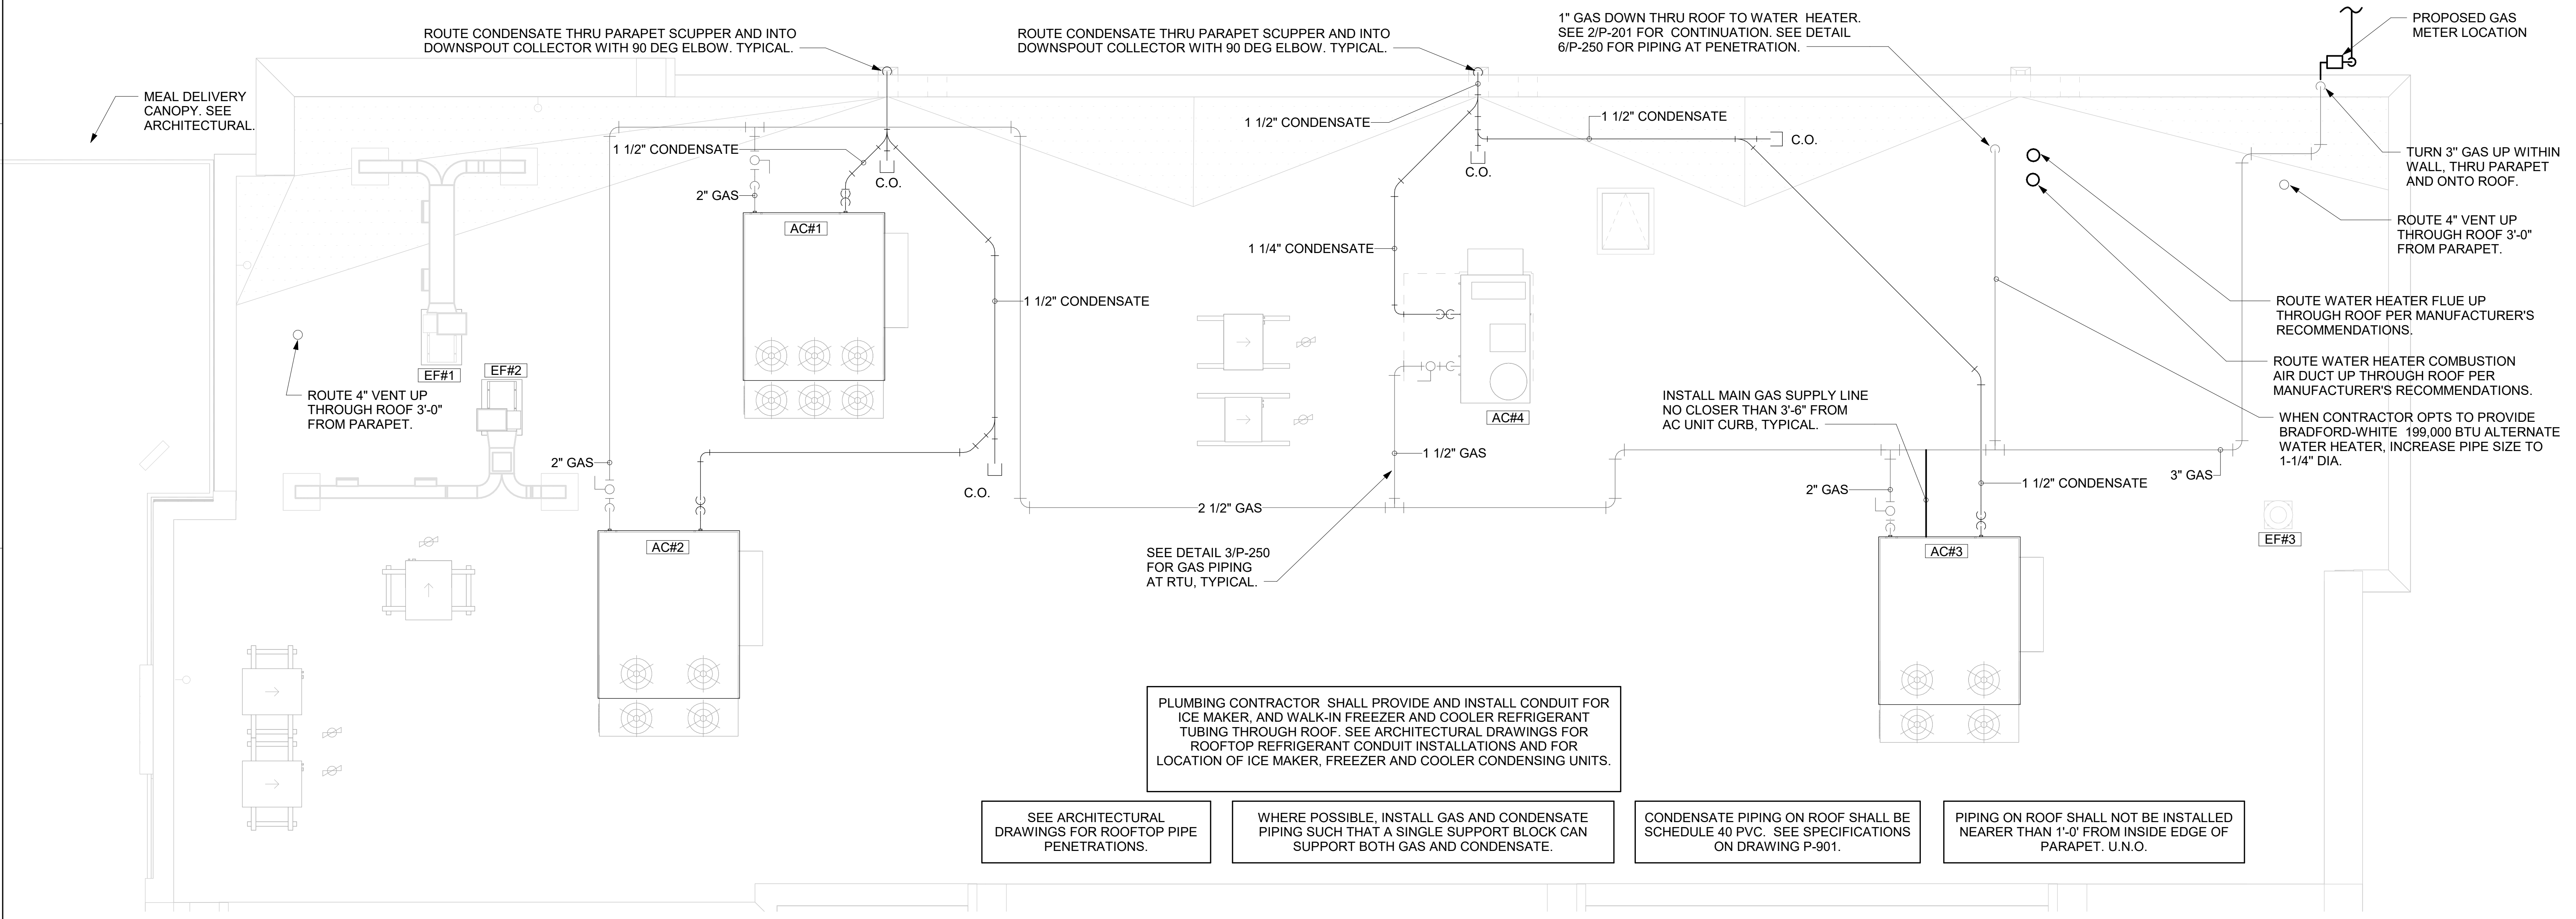 ROUTE CONDENSATE THRU PARAPET SCUPPER AND INTO
DOWNSPOUT COLLECTOR WITH 90 DEG ELBOW. TYPICAL.
ROUTE CONDENSATE THRU PARAPET SCUPPER AND INTO
DOWNSPOUT COLLECTOR WITH 90 DEG ELBOW. TYPICAL.
1" GAS DOWN THRU ROOF TO WATER HEATER.
SEE 2/P-201 FOR CONTINUATION. SEE DETAIL
6/P-250 FOR PIPING AT PENETRATION.
PROPOSED GAS
METER LOCATION
MEAL DELIVERY
CANOPY. SEE
ARCHITECTURAL.
1 1/2" CONDENSATE
1 1/2" CONDENSATE
C.O.
1 1/2" CONDENSATE
C.O.
C.O.
2" GAS
TURN 3" GAS UP WITHIN
WALL, THRU PARAPET
AND ONTO ROOF.
AC#1
ROUTE 4" VENT UP
THROUGH ROOF 3'-0"
FROM PARAPET.
1 1/4" CONDENSATE
1 1/2" CONDENSATE
ROUTE WATER HEATER FLUE UP
THROUGH ROOF PER MANUFACTURER'S
RECOMMENDATIONS.
EF#1
EF#2
ROUTE WATER HEATER COMBUSTION
AIR DUCT UP THROUGH ROOF PER
MANUFACTURER'S RECOMMENDATIONS.
ROUTE 4" VENT UP
THROUGH ROOF 3'-0"
FROM PARAPET.
AC#4
INSTALL MAIN GAS SUPPLY LINE
NO CLOSER THAN 3'-6" FROM
AC UNIT CURB, TYPICAL.
WHEN CONTRACTOR OPTS TO PROVIDE
BRADFORD-WHITE 199,000 BTU ALTERNATE
WATER HEATER, INCREASE PIPE SIZE TO
1-1/4" DIA.
2" GAS
C.O.
1 1/2" GAS
2 1/2" GAS
2" GAS
1 1/2" CONDENSATE
3" GAS
AC#2
SEE DETAIL 3/P-250
FOR GAS PIPING
AT RTU, TYPICAL.
AC#3
EF#3
PLUMBING CONTRACTOR SHALL PROVIDE AND INSTALL CONDUIT FOR
ICE MAKER, AND WALK-IN FREEZER AND COOLER REFRIGERANT
TUBING THROUGH ROOF. SEE ARCHITECTURAL DRAWINGS FOR
ROOFTOP REFRIGERANT CONDUIT INSTALLATIONS AND FOR
LOCATION OF ICE MAKER, FREEZER AND COOLER CONDENSING UNITS.
SEE ARCHITECTURAL
DRAWINGS FOR ROOFTOP PIPE
PENETRATIONS.
WHERE POSSIBLE, INSTALL GAS AND CONDENSATE
PIPING SUCH THAT A SINGLE SUPPORT BLOCK CAN
SUPPORT BOTH GAS AND CONDENSATE.
CONDENSATE PIPING ON ROOF SHALL BE
SCHEDULE 40 PVC. SEE SPECIFICATIONS
ON DRAWING P-901.
PIPING ON ROOF SHALL NOT BE INSTALLED
NEARER THAN 1'-0' FROM INSIDE EDGE OF
PARAPET. U.N.O.